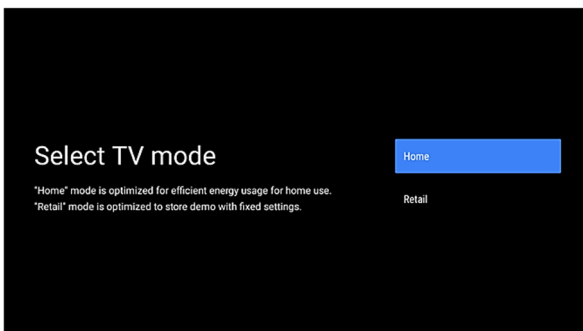 Select TV mode
"Home" mode is optimized for efficient energy usage for home use.
"Retail" mode is optimized to store demo with fixed settings.
Home
Retail